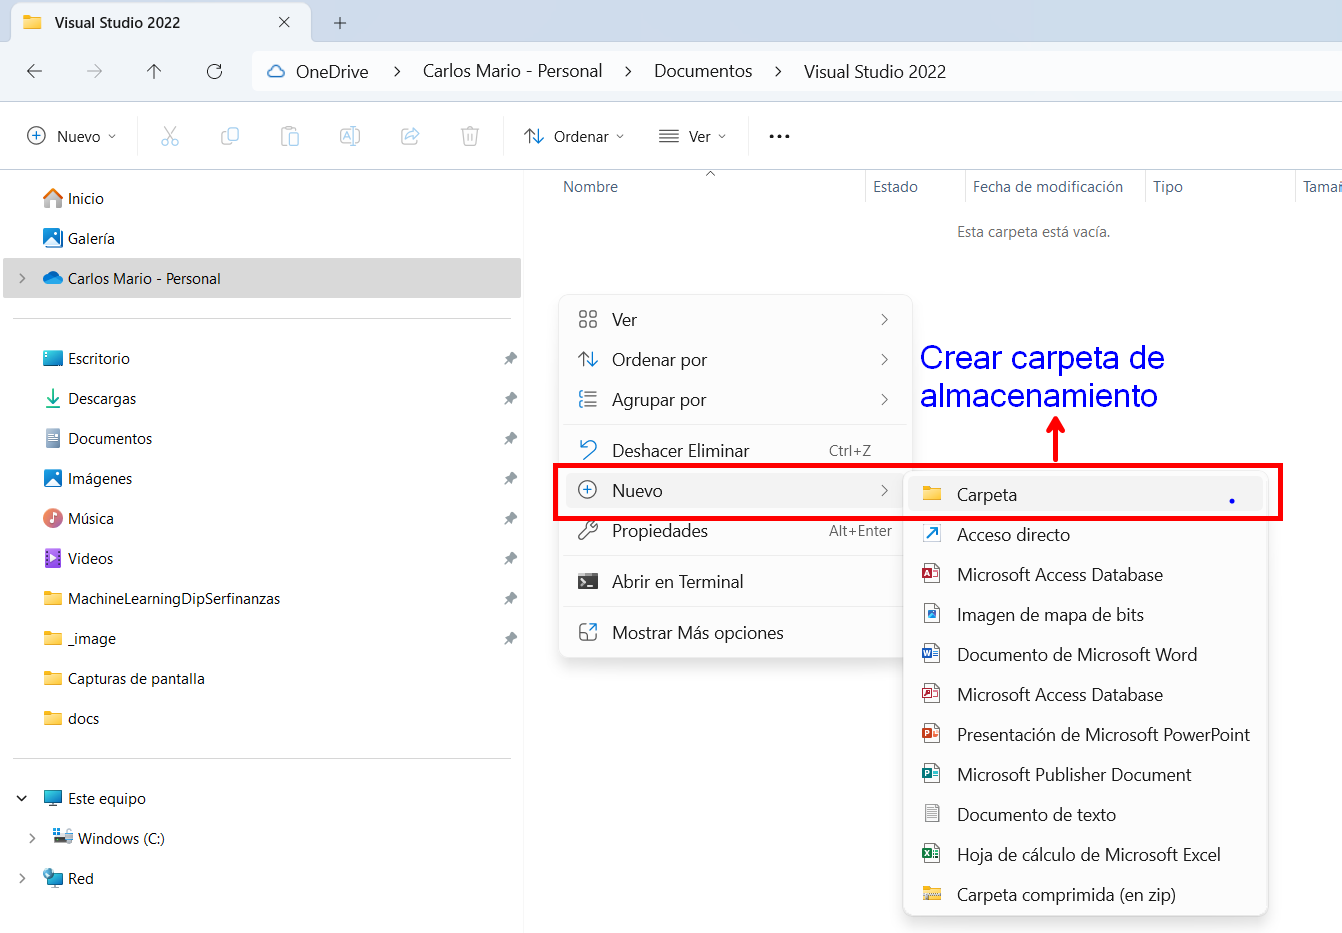 Visual Studio 2022
OneDrive > Carlos Mario - Personal > Documentos > Visual Studio 2022
Nuevo
Ordenar
Ver
Nombre
Estado
Fecha de modificación
Tipo
Tamañ
Esta carpeta está vacía.
Inicio
Galería
Carlos Mario - Personal
Escritorio
Descargas
Documentos
Imágenes
Música
Videos
MachineLearningDipSerfinanzas
_image
Capturas de pantalla
docs
Este equipo
Windows (C:)
Red
Ver
Ordenar por
Agrupar por
Deshacer Eliminar Ctrl+Z
Nuevo
Propiedades Alt+Enter
Abrir en Terminal
Mostrar Más opciones
Crear carpeta de
almacenamiento
Carpeta
Acceso directo
Microsoft Access Database
Imagen de mapa de bits
Documento de Microsoft Word
Microsoft Access Database
Presentación de Microsoft PowerPoint
Microsoft Publisher Document
Documento de texto
Hoja de cálculo de Microsoft Excel
Carpeta comprimida (en zip)